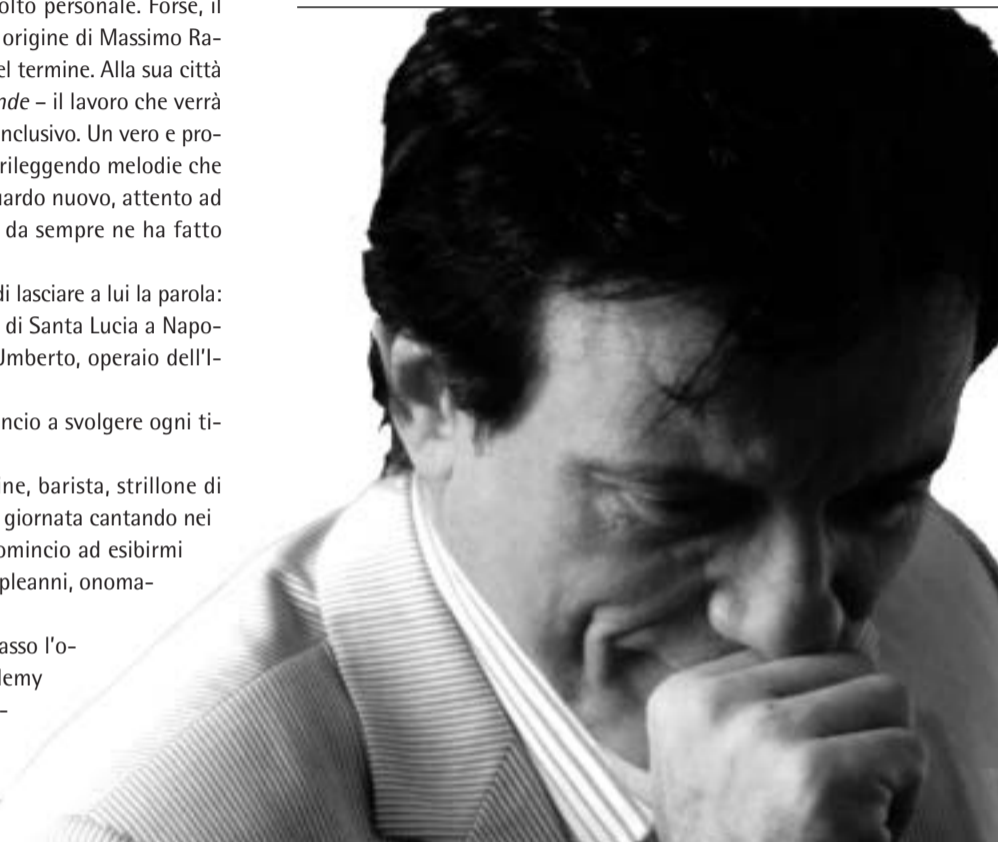 olto personale. Forse, il
origine di Massimo Ra-
el termine. Alla sua città
nde – il lavoro che verrà
nclusivo. Un vero e pro-
rileggendo melodie che
uardo nuovo, attento ad
da sempre ne ha fatto
di lasciare a lui la parola:
di Santa Lucia a Napo-
Umberto, operaio dell'I-
ncio a svolgere ogni ti-
ine, barista, strillone di
giornata cantando nei
omincio ad esibirmi
pleanni, onoma-
asso l'o-
demy
-